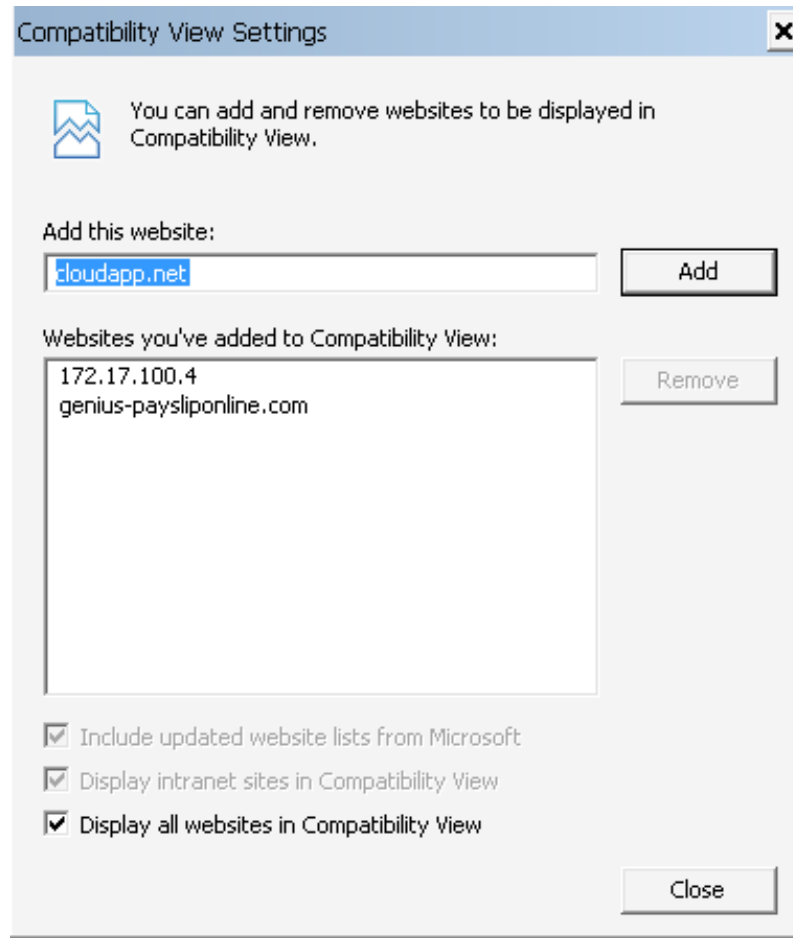 Compatibility View Settings
You can add and remove websites to be displayed in
Compatibility View.
Add this website:
cloudapp.net
Add
Websites you've added to Compatibility View:
172.17.100.4
genius-paysliponline.com
Remove
Include updated website lists from Microsoft
Display intranet sites in Compatibility View
Display all websites in Compatibility View
Close